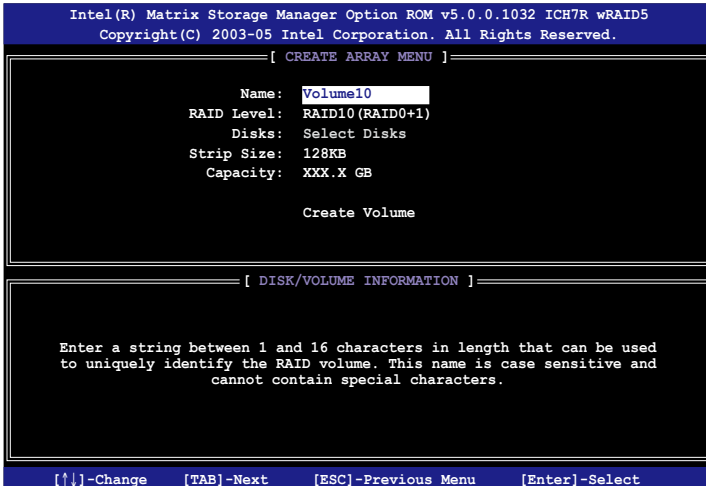 Intel(R) Matrix Storage Manager Option ROM v5.0.0.1032 ICH7R wRAID5
Copyright(C) 2003-05 Intel Corporation. All Rights Reserved.
[ CREATE ARRAY MENU ]
Name: Volume10
RAID Level: RAID10(RAID0+1)
Disks: Select Disks
Strip Size: 128KB
Capacity: XXX.X GB
Create Volume
[ DISK/VOLUME INFORMATION ]
Enter a string between 1 and 16 characters in length that can be used
to uniquely identify the RAID volume. This name is case sensitive and
cannot contain special characters.
[↑↓]-Change [TAB]-Next [ESC]-Previous Menu [Enter]-Select